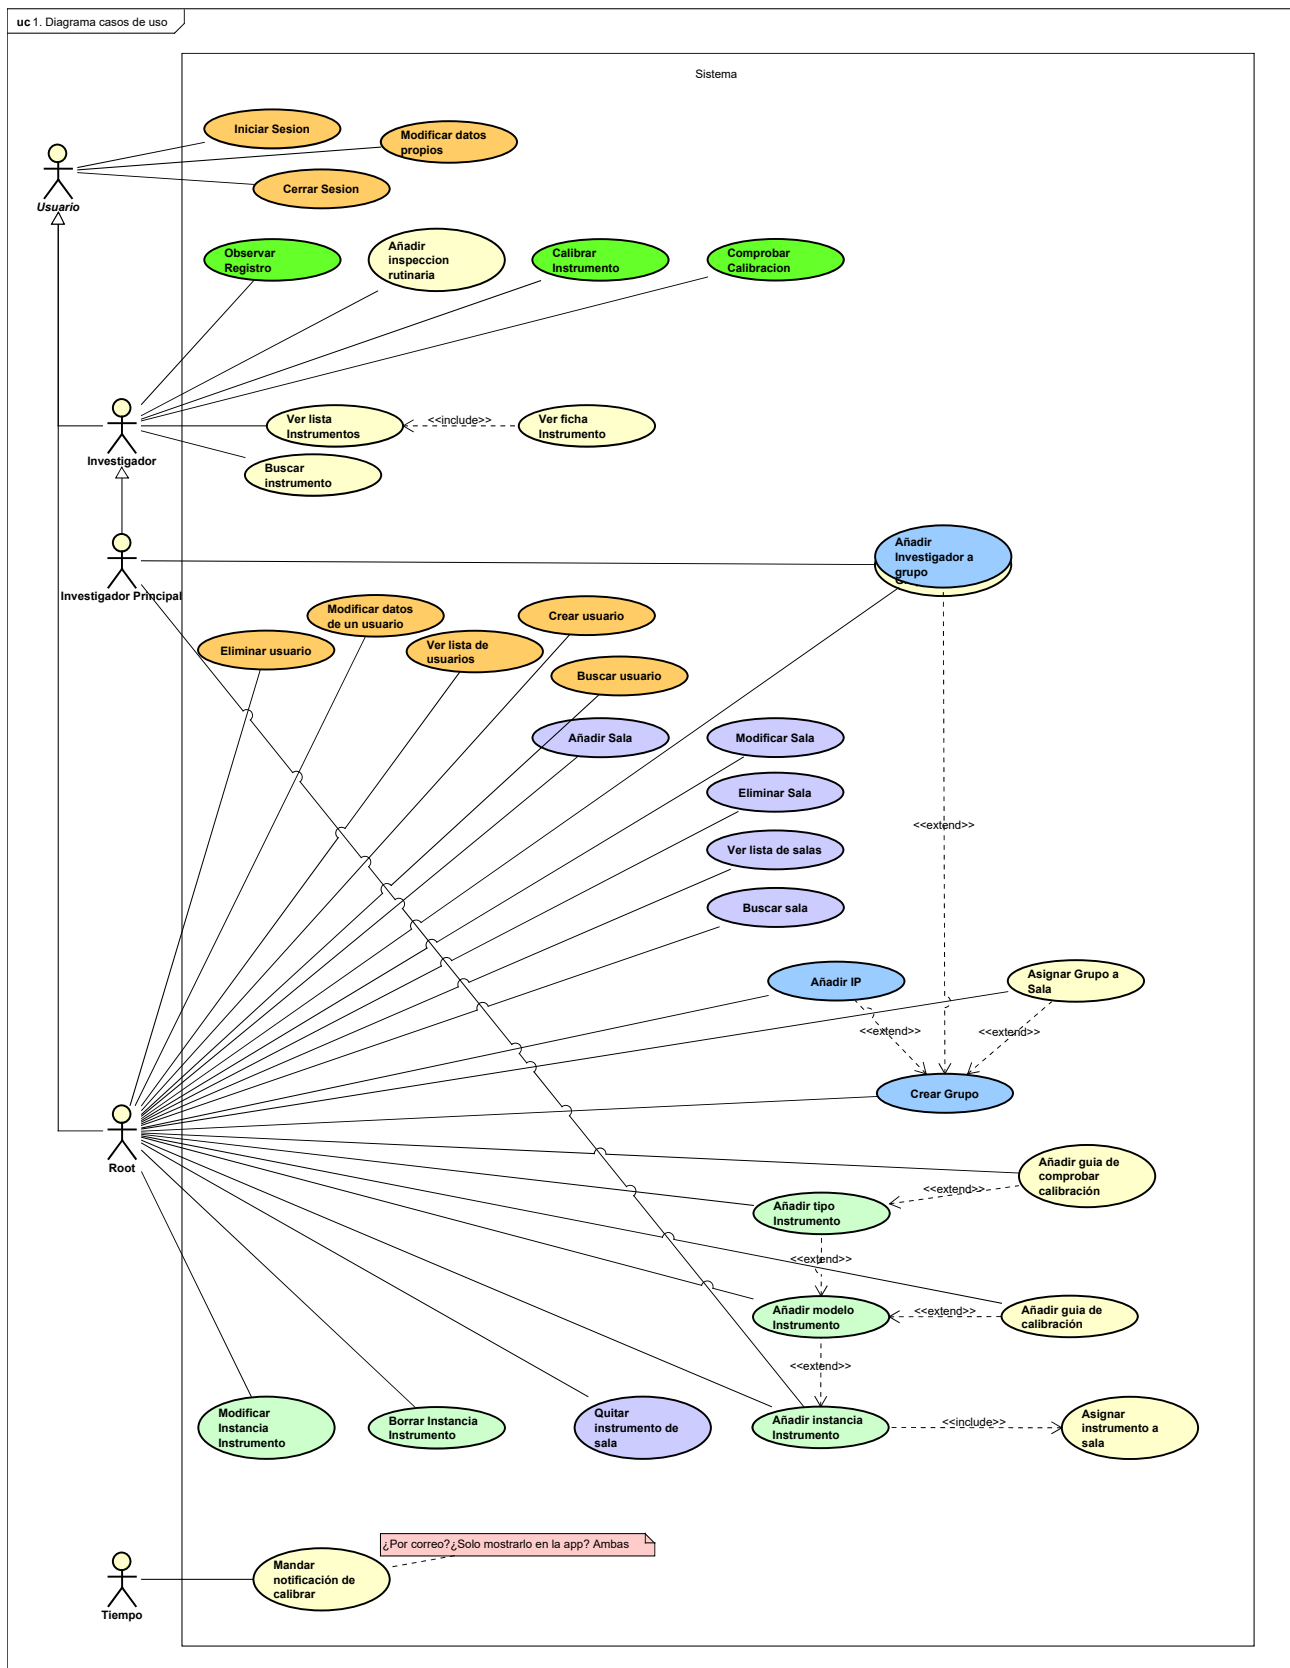 uc 1. Diagrama casos de uso
Sistema
Iniciar Sesion
Modificar datos
propios
Cerrar Sesion
Usuario
Observar
Registro
Añadir
inspeccion
rutinaria
Calibrar
Instrumento
Comprobar
Calibracion
Ver lista
Instrumentos
<<include>>
Ver ficha
Instrumento
Investigador
Buscar
instrumento
Añadir
Investigador a
grupo
Investigador Principal
Modificar datos
de un usuario
Crear usuario
Eliminar usuario
Ver lista de
usuarios
Buscar usuario
Añadir Sala
Modificar Sala
Eliminar Sala
<<extend>>
Ver lista de salas
Buscar sala
Añadir IP
Asignar Grupo a
Sala
<<extend>>
<<extend>>
Crear Grupo
Root
Añadir guia de
comprobar
calibración
<<extend>>
Añadir tipo
Instrumento
<<extend>>
Añadir modelo
Instrumento
<<extend>>
Añadir guia de
calibración
<<extend>>
Modificar
Instancia
Instrumento
Borrar Instancia
Instrumento
Quitar
instrumento de
sala
Añadir instancia
Instrumento
<<include>>
Asignar
instrumento a
sala
¿Por correo?¿Solo mostrarlo en la app? Ambas
Mandar
notificación de
calibrar
Tiempo